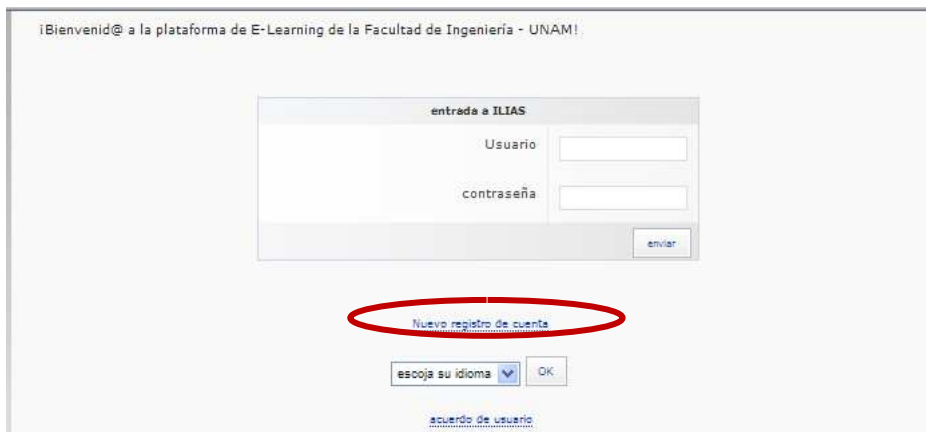 ¡Bienvenid@ a la plataforma de E-Learning de la Facultad de Ingeniería - UNAM!
entrada a ILIAS
Usuario
contraseña
enviar
Nuevo registro de cuenta
escoja su idioma OK
acuerdo de usuario